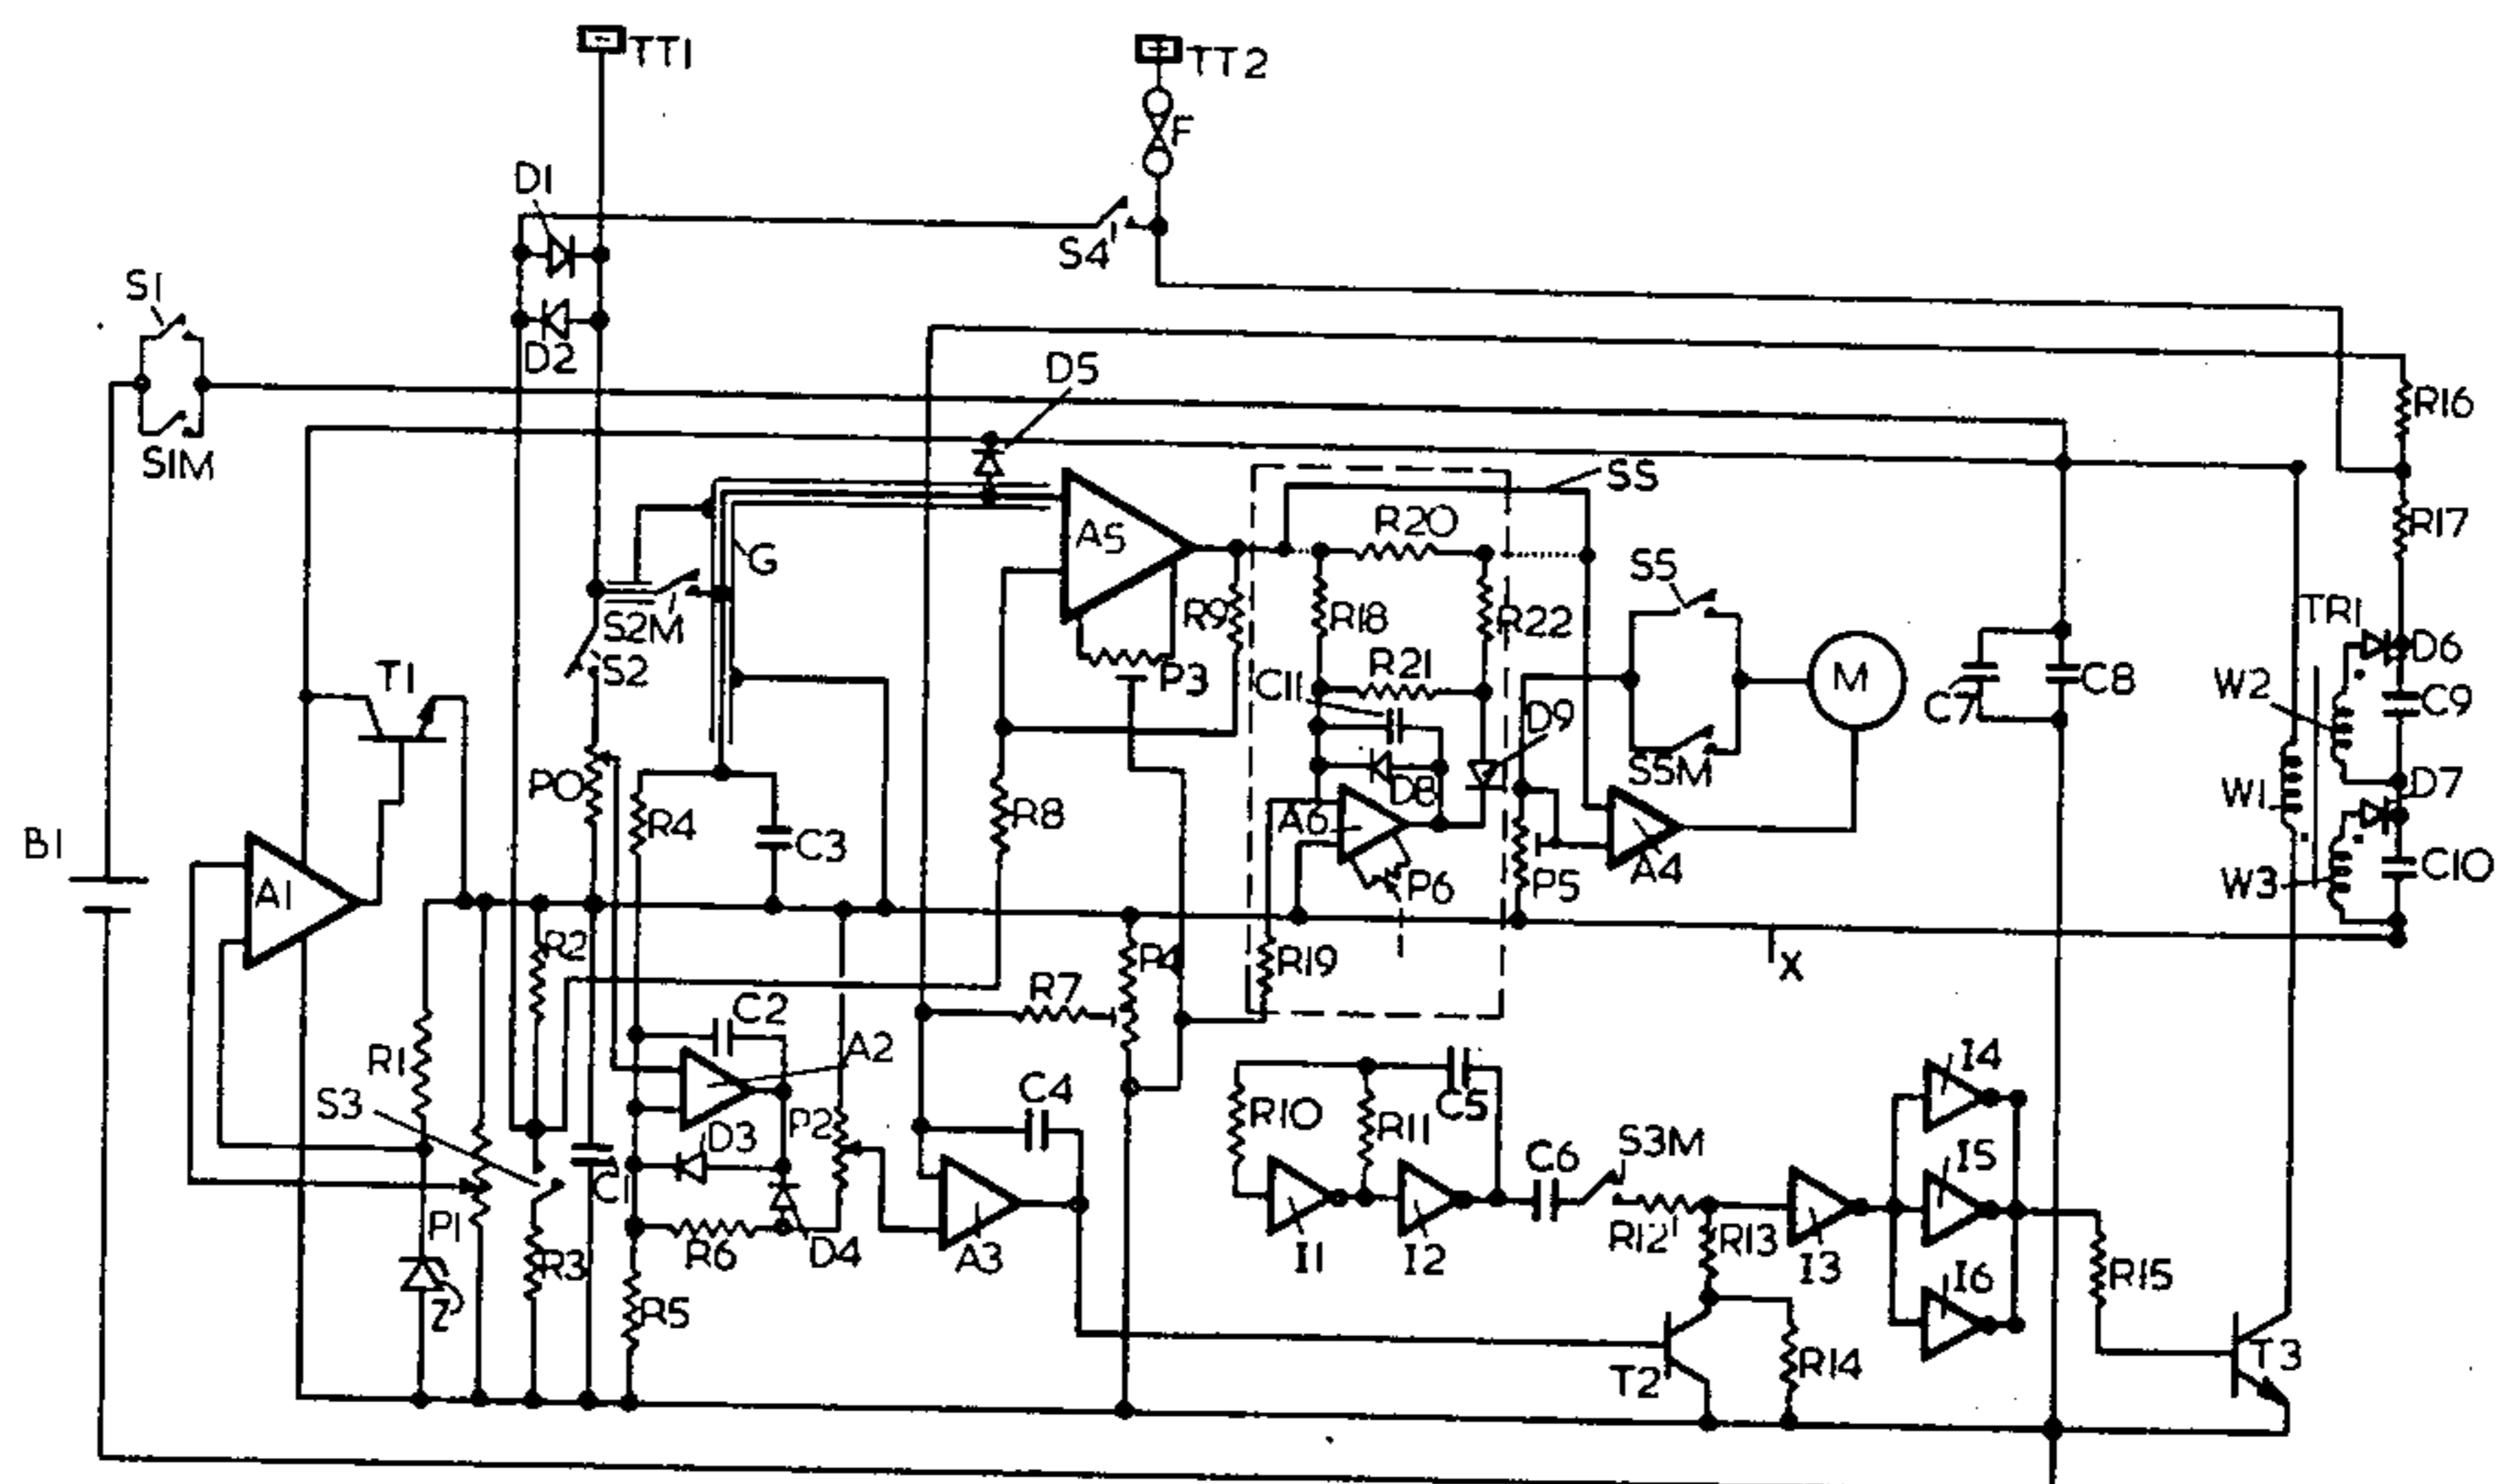 TT1
TT2
F
D1
S4
S1
D2
D5
R16
S1M
SS
A5
R20
R17
G
S5
R9
R18
R22
TR1
S2M
S2
T1
P3
R21
C11
M
D6
W2
C7
C8
C9
D9
S5M
P0
R4
R8
D8
D7
W1
B1
C3
A6
P6
P5
A4
W3
C10
A1
R2
P4
R19
X
R7
C2
R1
A2
I4
S3
C4
R10
R11
C5
D3
P2
S3M
C6
I5
C1
P1
R6
D4
A3
I1
I2
R12
R13
I3
I6
R15
R3
Z
R5
T2
R14
T3